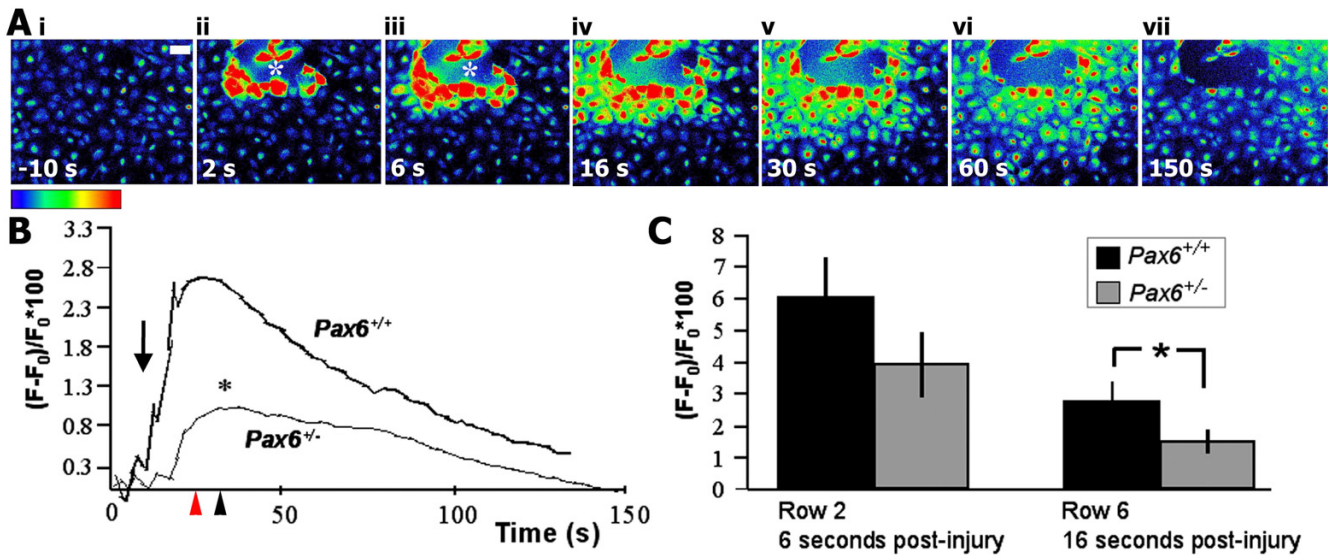 A i ii iii iv v vi vii
* *
-10 s 2 s 6 s 16 s 30 s 60 s 150 s
B
(F-F0)/F0*100
3.3
2.8
2.3
1.8
1.3
0.8
0.3
Pax6+/+
*
Pax6+/-
0 50 100 150
Time (s)
C
(F-F0)/F0*100
8
7
6
5
4
3
2
1
0
Pax6+/+
Pax6+/-
*
Row 2 Row 6
6 seconds post-injury 16 seconds post-injury